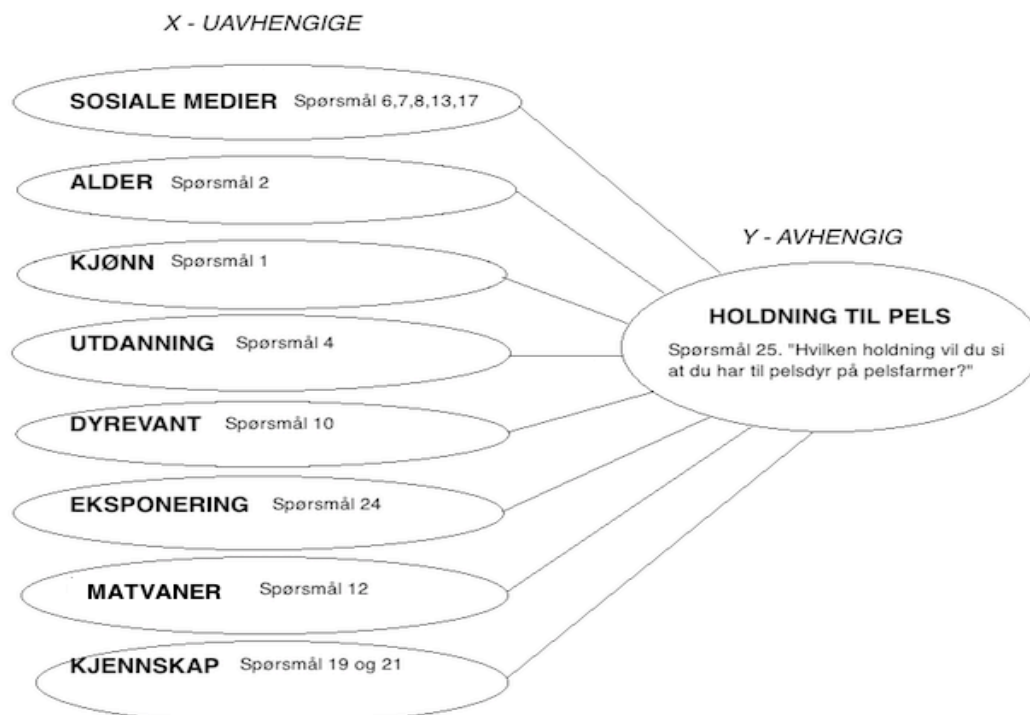 X - UAVHENGIGE
SOSIALE MEDIER Spørsmål 6,7,8,13,17
ALDER Spørsmål 2
KJØNN Spørsmål 1
UTDANNING Spørsmål 4
DYREVANT Spørsmål 10
EKSPONERING Spørsmål 24
MATVANER Spørsmål 12
KJENNSKAP Spørsmål 19 og 21
Y - AVHENGIG
HOLDNING TIL PELS
Spørsmål 25. "Hvilken holdning vil du si
at du har til pelsdyr på pelsfarmer?"